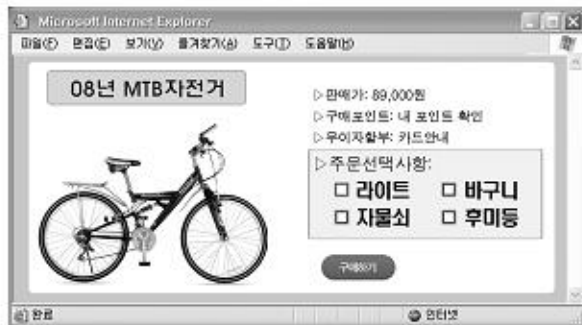 Microsoft Internet Explorer
파일(F) 편집(E) 보기(V) 즐겨찾기(A) 도구(T) 도움말(H)
08년 MTB자전거
▷판매가: 89,000원
▷구매포인트: 내 포인트 확인
▷무이자할부: 카드안내
▷주문선택사항:
□ 라이트 □ 바구니
□ 자물쇠 □ 후미등
구매하기
완료 인터넷